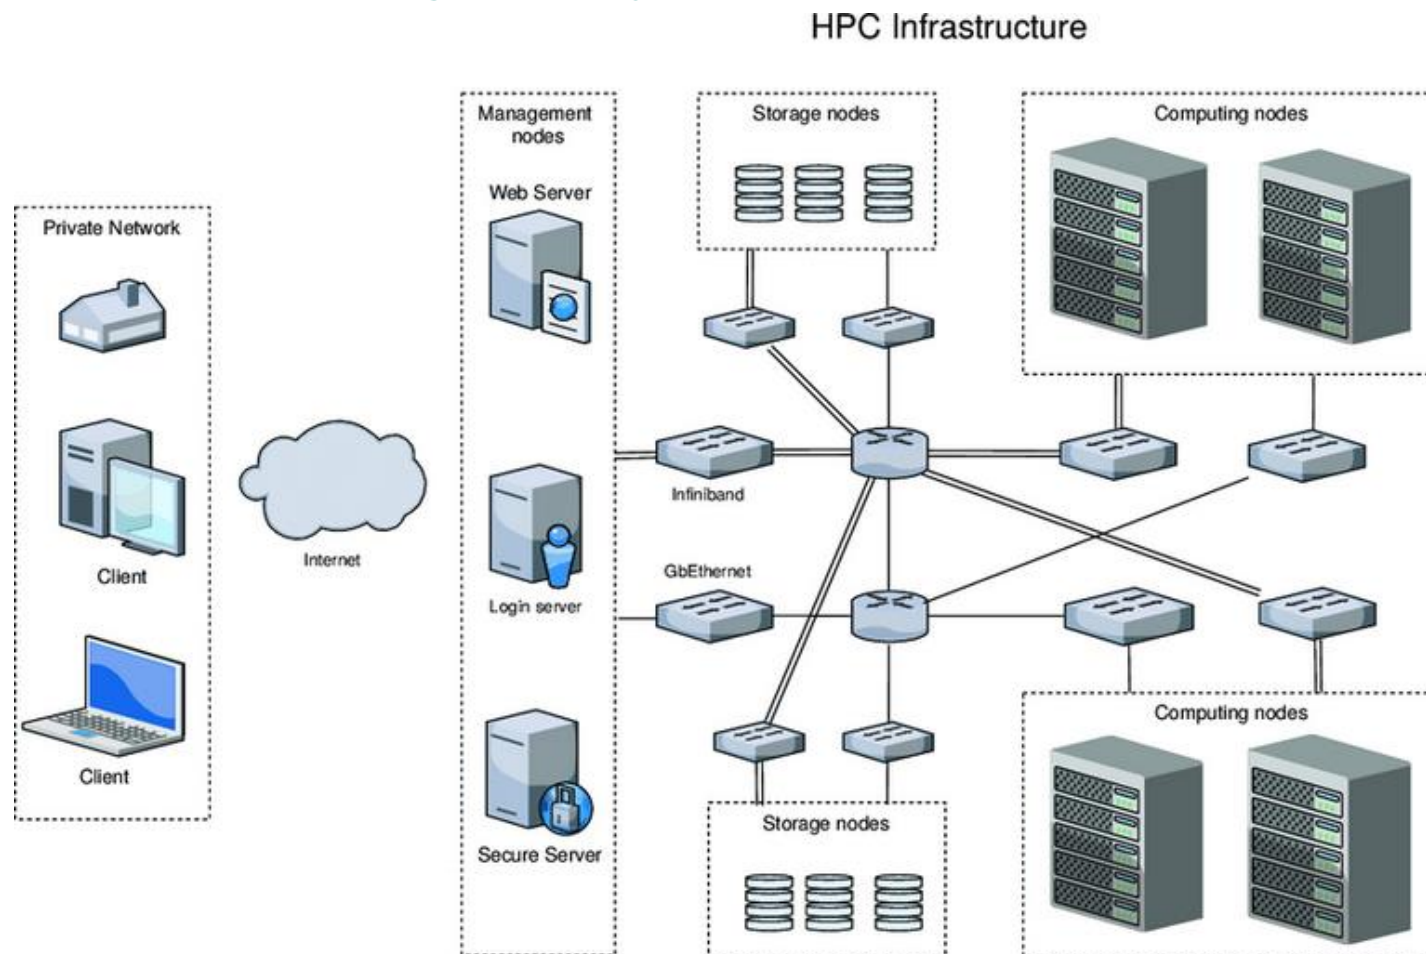 HPC Infrastructure
Private Network
Client
Client
Internet
Management
nodes
Web Server
Login server
Secure Server
Storage nodes
Infiniband
GbEthernet
Storage nodes
Computing nodes
Computing nodes